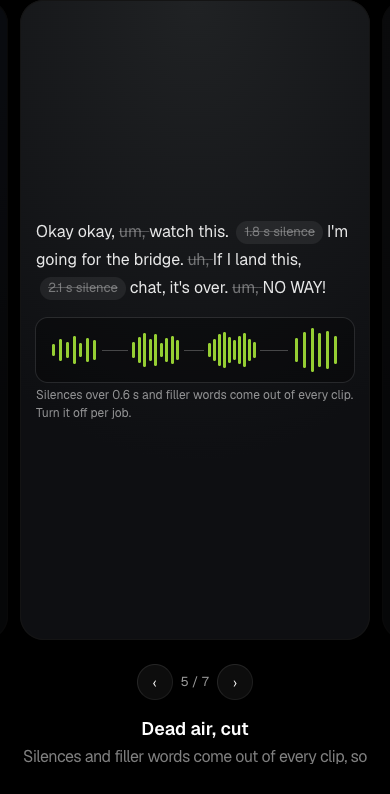 Okay okay, um, watch this. 1.8 s silence I'm
going for the bridge. uh, If I land this,
2.1 s silence chat, it's over. um, NO WAY!
Silences over 0.6 s and filler words come out of every clip.
Turn it off per job.
‹ 5 / 7 ›
Dead air, cut
Silences and filler words come out of every clip, so